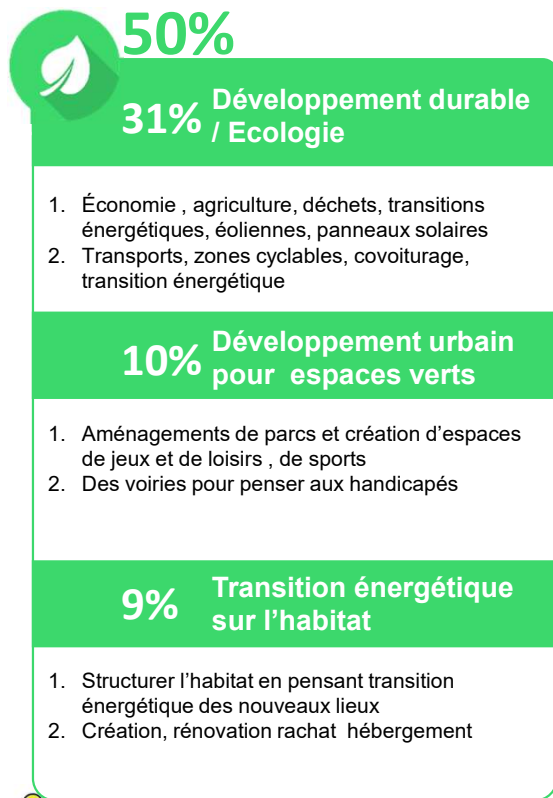 50%
31% Développement durable
/ Ecologie
1. Économie , agriculture, déchets, transitions
énergétiques, éoliennes, panneaux solaires
2. Transports, zones cyclables, covoiturage,
transition énergétique
10% Développement urbain
pour espaces verts
1. Aménagements de parcs et création d'espaces
de jeux et de loisirs , de sports
2. Des voiries pour penser aux handicapés
9% Transition énergétique
sur l'habitat
1. Structurer l'habitat en pensant transition
énergétique des nouveaux lieux
2. Création, rénovation rachat hébergement